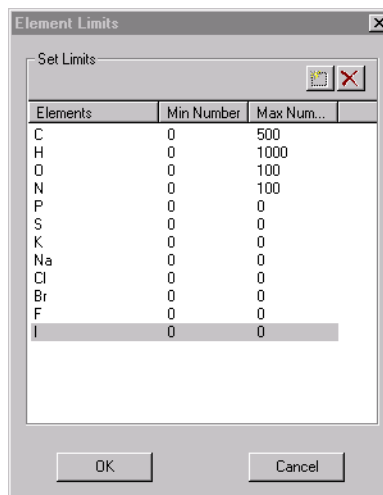 Element Limits
Set Limits
Elements Min Number Max Num...
C 0 500
H 0 1000
O 0 100
N 0 100
P 0 0
S 0 0
K 0 0
Na 0 0
Cl 0 0
Br 0 0
F 0 0
I 0 0
OK Cancel